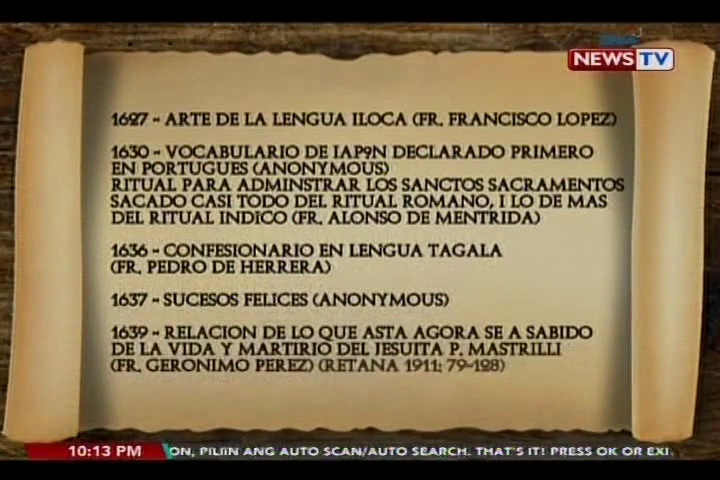 NEWS TV
1627 - ARTE DE LA LENGUA ILOCA (FR. FRANCISCO LOPEZ)
1630 - VOCABULARIO DE IAP9N DECLARADO PRIMERO
EN PORTUGUES (ANONYMOUS)
RITUAL PARA ADMINSTRAR LOS SANCTOS SACRAMENTOS
SACADO CASI TODO DEL RITUAL ROMANO, I LO DE MAS
DEL RITUAL INDICO (FR. ALONSO DE MENTRIDA)
1636 - CONFESIONARIO EN LENGUA TAGALA
(FR. PEDRO DE HERRERA)
1637 - SUCESOS FELICES (ANONYMOUS)
1639 - RELACION DE LO QUE ASTA AGORA SE A SABIDO
DE LA VIDA Y MARTIRIO DEL JESUITA P. MASTRILLI
(FR. GERONIMO PEREZ) (RETANA 1911: 79-128)
10:13 PM ON, PILIIN ANG AUTO SCAN/AUTO SEARCH. THAT'S IT! PRESS OK OR EXI